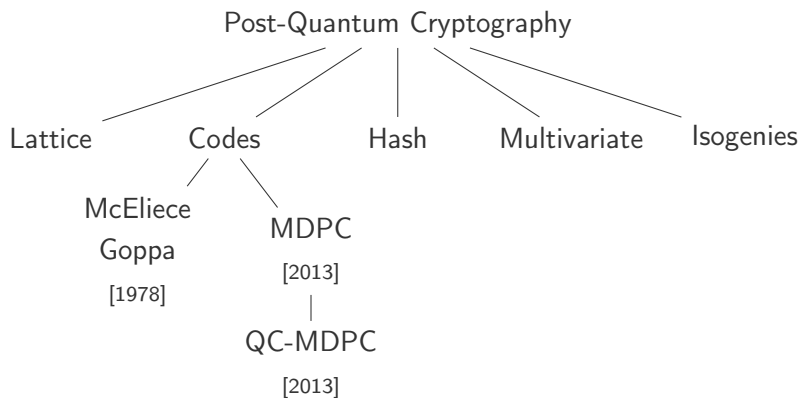 Post-Quantum Cryptography
Lattice
Codes
Hash
Multivariate
Isogenies
McEliece
Goppa
[1978]
MDPC
[2013]
QC-MDPC
[2013]